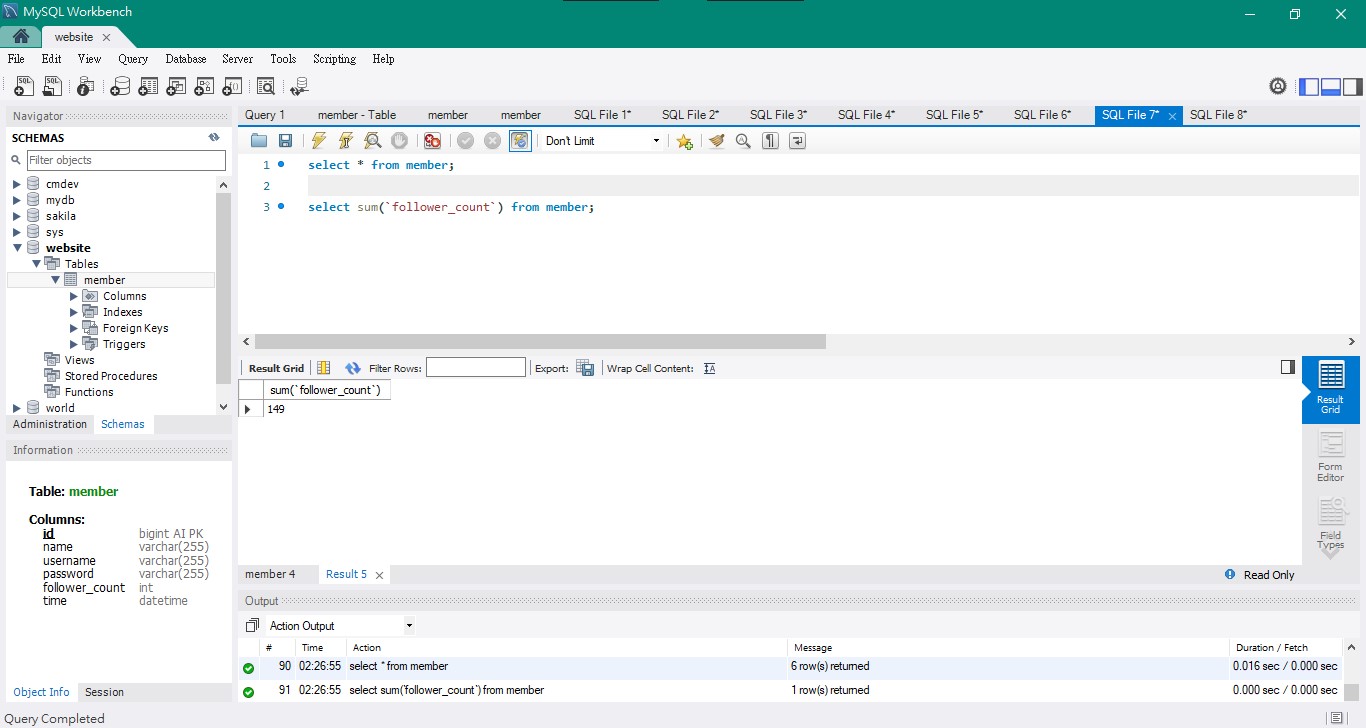 MySQL Workbench
website
File Edit View Query Database Server Tools Scripting Help
Navigator
SCHEMAS
Filter objects
cmdev
mydb
sakila
sys
website
Tables
member
Columns
Indexes
Foreign Keys
Triggers
Views
Stored Procedures
Functions
world
Administration Schemas
Information
Table: member
Columns:
id bigint AI PK
name varchar(255)
username varchar(255)
password varchar(255)
follower_count int
time datetime
Object Info Session
Query 1 member - Table member member SQL File 1* SQL File 2* SQL File 3* SQL File 4* SQL File 5* SQL File 6* SQL File 7* SQL File 8*
Don't Limit
1 select * from member;
2
3 select sum(`follower_count`) from member;
Result Grid Filter Rows: Export: Wrap Cell Content:
sum(`follower_count`)
149
Result
Grid
Form
Editor
Field
Types
member 4 Result 5 Read Only
Output
Action Output
# Time Action Message Duration / Fetch
90 02:26:55 select * from member 6 row(s) returned 0.016 sec / 0.000 sec
91 02:26:55 select sum(`follower_count`) from member 1 row(s) returned 0.000 sec / 0.000 sec
Query Completed